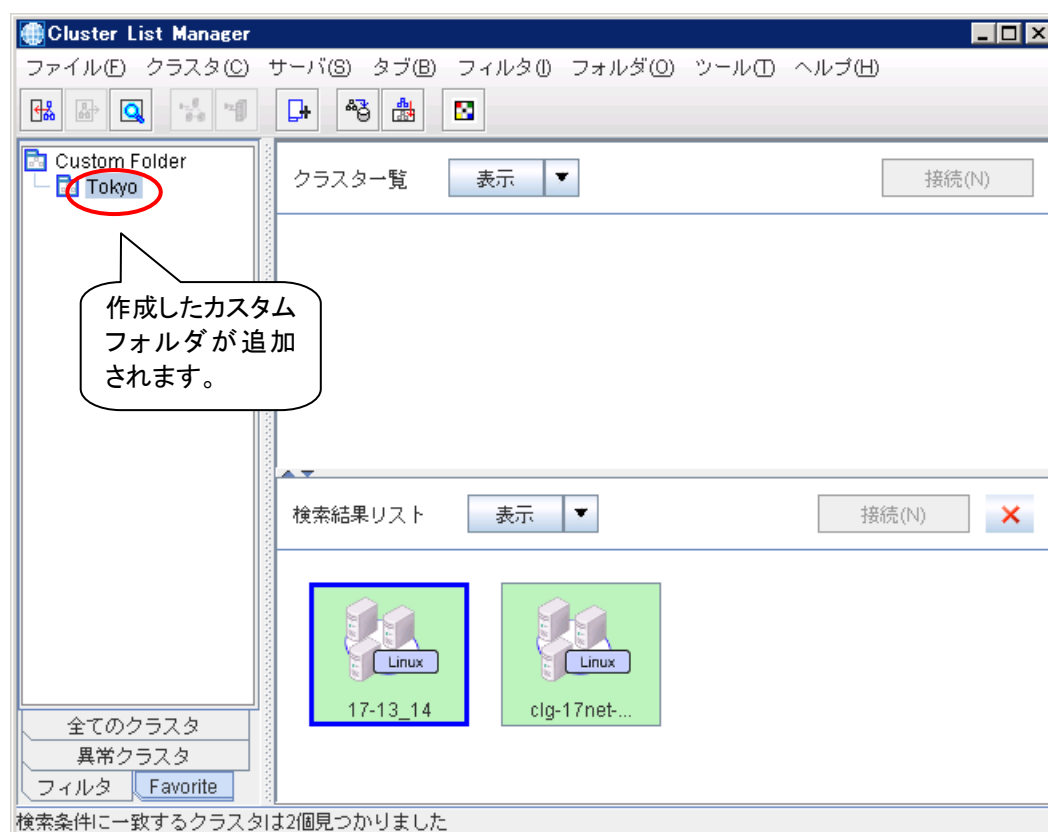 Cluster List Manager
ファイル(F) クラスタ(C) サーバ(S) タブ(B) フィルタ(I) フォルダ(O) ツール(T) ヘルプ(H)
Custom Folder
Tokyo
作成したカスタム
フォルダが追加
されます。
クラスタ一覧 表示 接続(N)
検索結果リスト 表示 接続(N)
Linux Linux
17-13_14 clg-17net-...
全てのクラスタ
異常クラスタ
フィルタ Favorite
検索条件に一致するクラスタは2個見つかりました